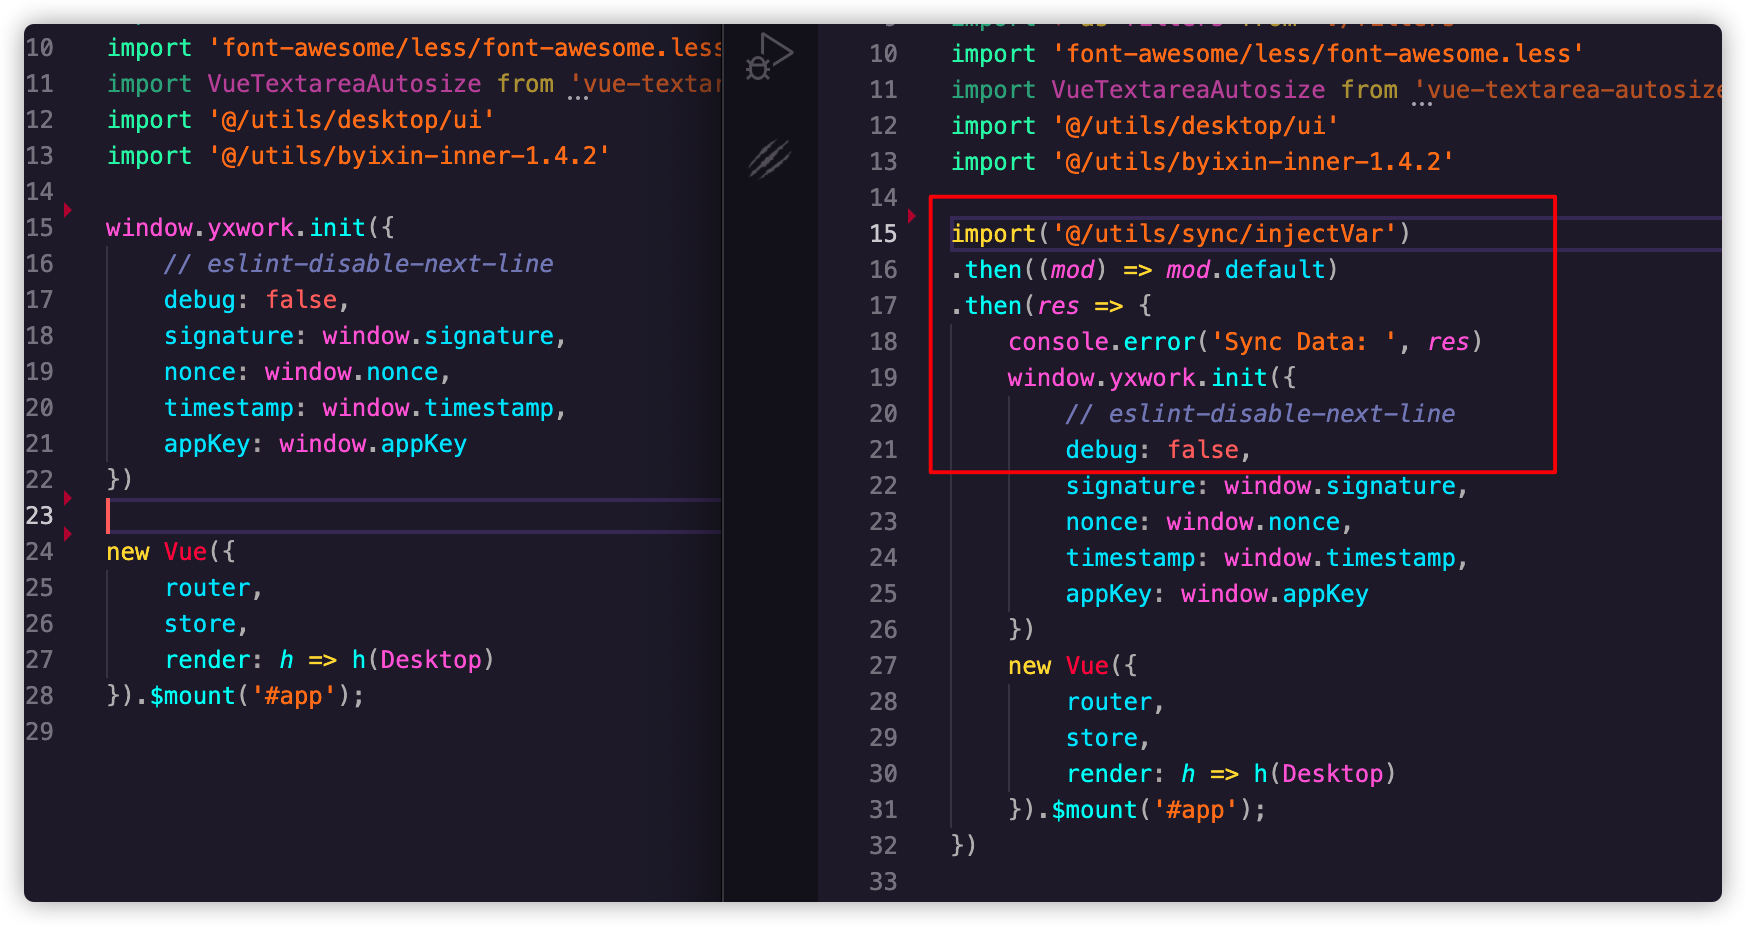 10 import 'font-awesome/less/font-awesome.less
11 import VueTextareaAutosize from 'vue-textar
12 import '@/utils/desktop/ui'
13 import '@/utils/byixin-inner-1.4.2'
14
15 window.yxwork.init({
16 // eslint-disable-next-line
17 debug: false,
18 signature: window.signature,
19 nonce: window.nonce,
20 timestamp: window.timestamp,
21 appKey: window.appKey
22 })
23
24 new Vue({
25 router,
26 store,
27 render: h => h(Desktop)
28 }).$mount('#app');
29
10 import 'font-awesome/less/font-awesome.less'
11 import VueTextareaAutosize from 'vue-textarea-autosize
12 import '@/utils/desktop/ui'
13 import '@/utils/byixin-inner-1.4.2'
14
15 import('@/utils/sync/injectVar')
16 .then((mod) => mod.default)
17 .then(res => {
18 console.error('Sync Data: ', res)
19 window.yxwork.init({
20 // eslint-disable-next-line
21 debug: false,
22 signature: window.signature,
23 nonce: window.nonce,
24 timestamp: window.timestamp,
25 appKey: window.appKey
26 })
27 new Vue({
28 router,
29 store,
30 render: h => h(Desktop)
31 }).$mount('#app');
32 })
33